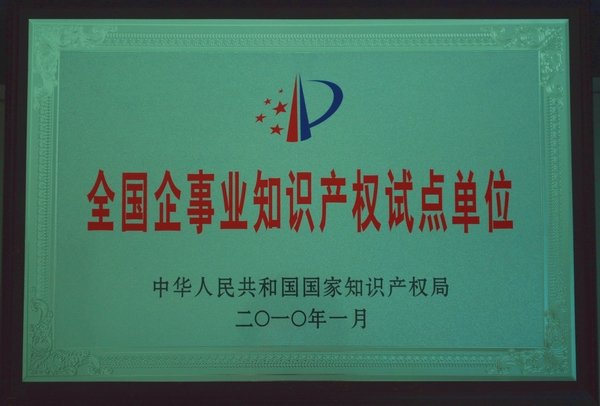 全国企事业知识产权试点单位
中华人民共和国国家知识产权局
二〇一〇年一月